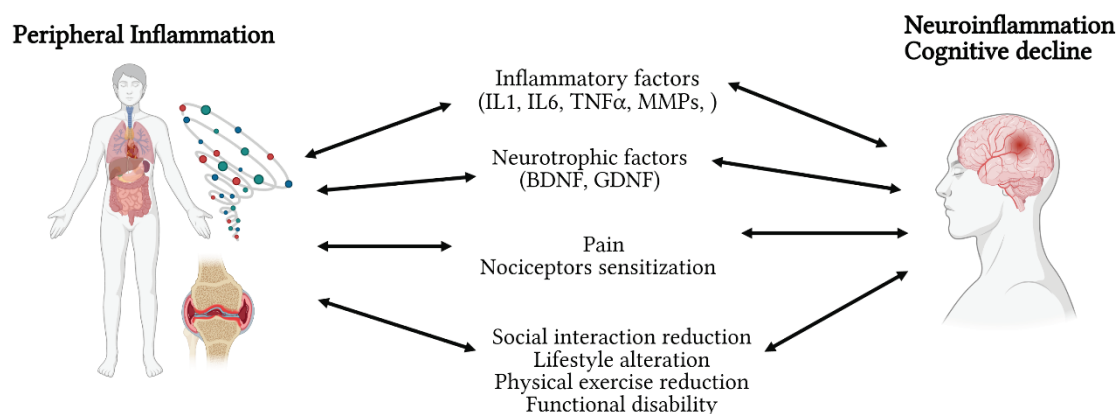 Peripheral Inflammation
Neuroinflammation
Cognitive decline
Inflammatory factors
(IL1, IL6, TNFα, MMPs, )
Neurotrophic factors
(BDNF, GDNF)
Pain
Nociceptors sensitization
Social interaction reduction
Lifestyle alteration
Physical exercise reduction
Functional disability